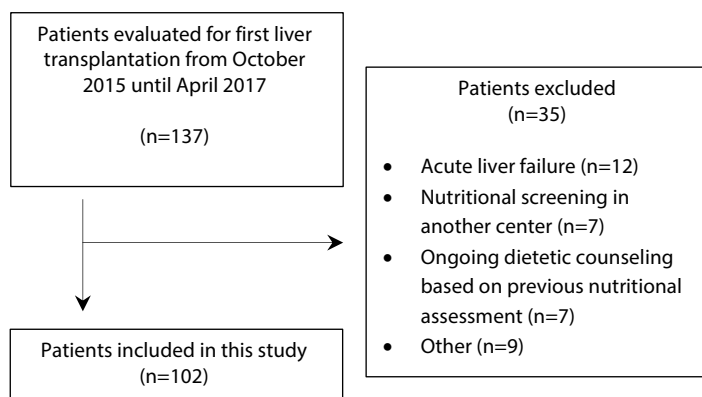 Patients evaluated for first liver
transplantation from October
2015 until April 2017
(n=137)
Patients excluded
(n=35)
• Acute liver failure (n=12)
• Nutritional screening in
another center (n=7)
• Ongoing dietetic counseling
based on previous nutritional
assessment (n=7)
• Other (n=9)
Patients included in this study
(n=102)